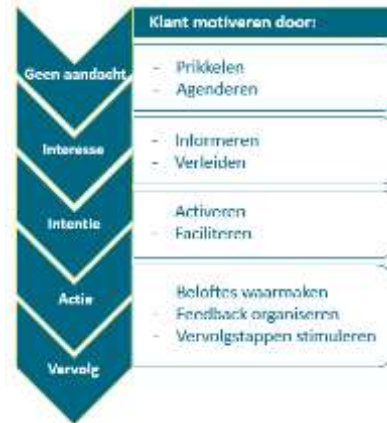 Klant motiveren door:
Geen aandacht
- Prikkelen
- Agenderen
Interesse
- Informeren
- Verleiden
Intentie
Activeren
- Faciliteren
Actie
Beloftes waarmaken
- Feedback organiseren
- Vervolgstappen stimuleren
Vervolg